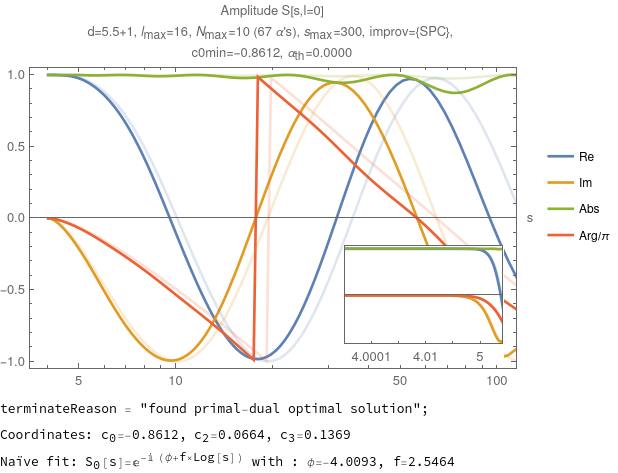 Amplitude S[s,l=0]
d=5.5+1, lmax=16, Nmax=10 (67 α's), smax=300, improv={SPC},
c0min=-0.8612, αth=0.0000
1.0
0.5
0.0
-0.5
-1.0
s
Re
Im
Abs
Arg/π
4.0001 4.01 5
5 10 50 100
terminateReason = "found primal-dual optimal solution";
Coordinates: c0=-0.8612, c2=0.0664, c3=0.1369
Naïve fit: S0[s]=e^-i (ϕ+f×Log[s]) with : ϕ=-4.0093, f=2.5464